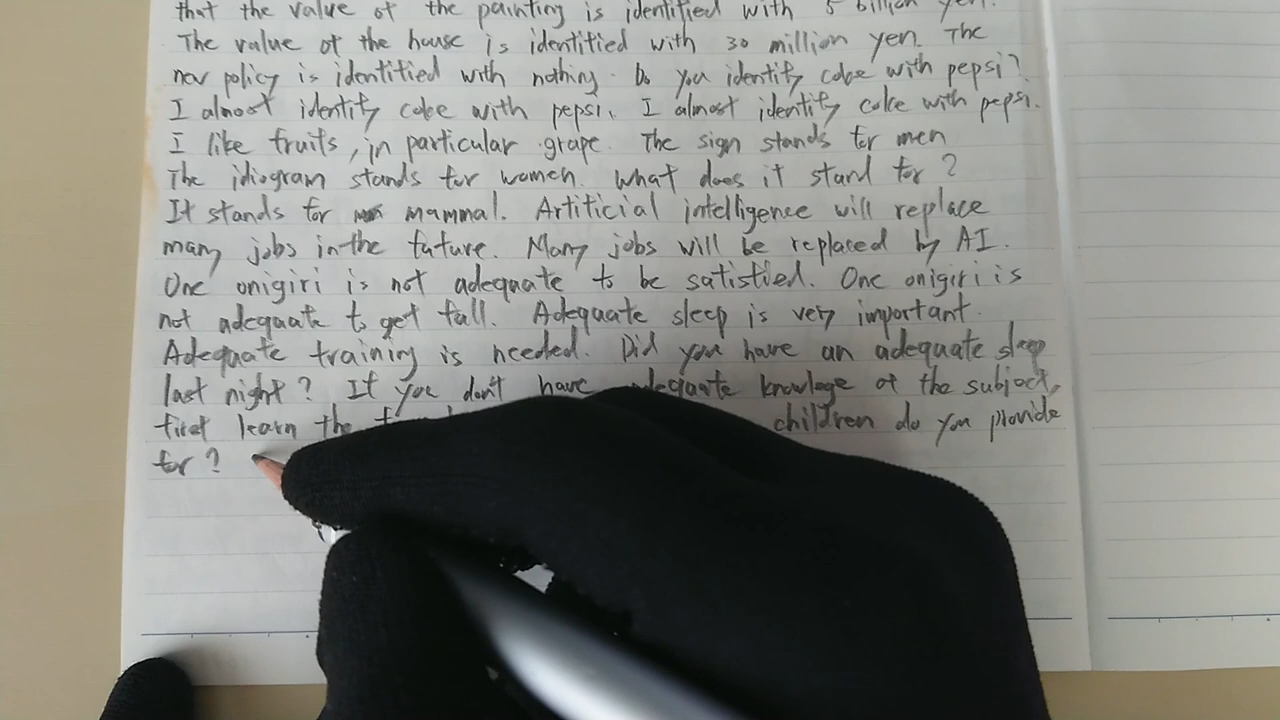 that the value of the painting is identified with 5 billion yen.
The value of the house is identified with 30 million yen. The
new policy is identified with nothing. Do you identify coke with pepsi?
I almost identify coke with pepsi. I almost identify coke with pepsi.
I like fruits, in particular grape. The sign stands for men
The idiogram stands for women. What does it stand for?
It stands for mammal. Artificial intelligence will replace
many jobs in the future. Many jobs will be replaced by AI.
One onigiri is not adequate to be satisfied. One onigiri is
not adequate to get full. Adequate sleep is very important.
Adequate training is needed. Did you have an adequate sleep
last night? If you don't have adequate knowlege of the subject,
first learn the children do you provide
for?